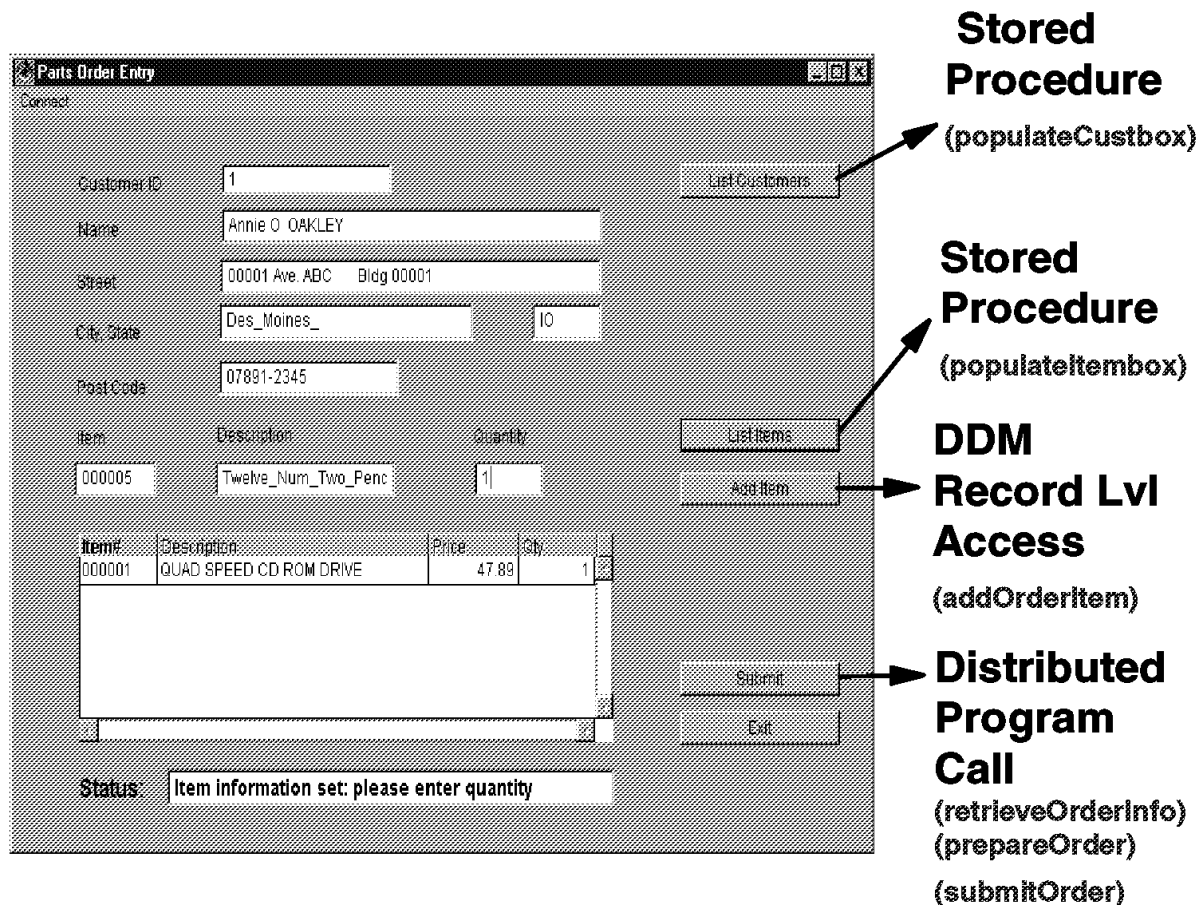 Stored
Procedure
(populateCustbox)
Parts Order Entry
Connect
Customer ID
1
List Customers
Name
Annie O OAKLEY
Street
00001 Ave. ABC Bldg 00001
City, State
Des_Moines_
IO
Post Code
07891-2345
Stored
Procedure
(populateItembox)
Item
Description
Quantity
List Items
000005
Twelve_Num_Two_Penc
1
Add Item
DDM
Record Lvl
Access
(addOrderItem)
Item# Description Price Qty
000001 QUAD SPEED CD ROM DRIVE 47.89 1
Submit
Exit
Distributed
Program
Call
(retrieveOrderInfo)
(prepareOrder)
(submitOrder)
Status: Item information set: please enter quantity